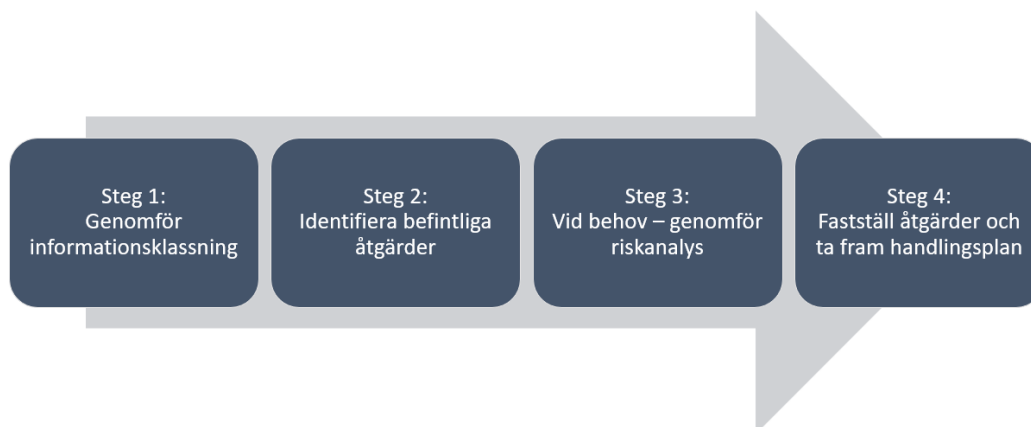 Steg 1:
Genomför
informationsklassning
Steg 2:
Identifiera befintliga
åtgärder
Steg 3:
Vid behov – genomför
riskanalys
Steg 4:
Fastställ åtgärder och
ta fram handlingsplan